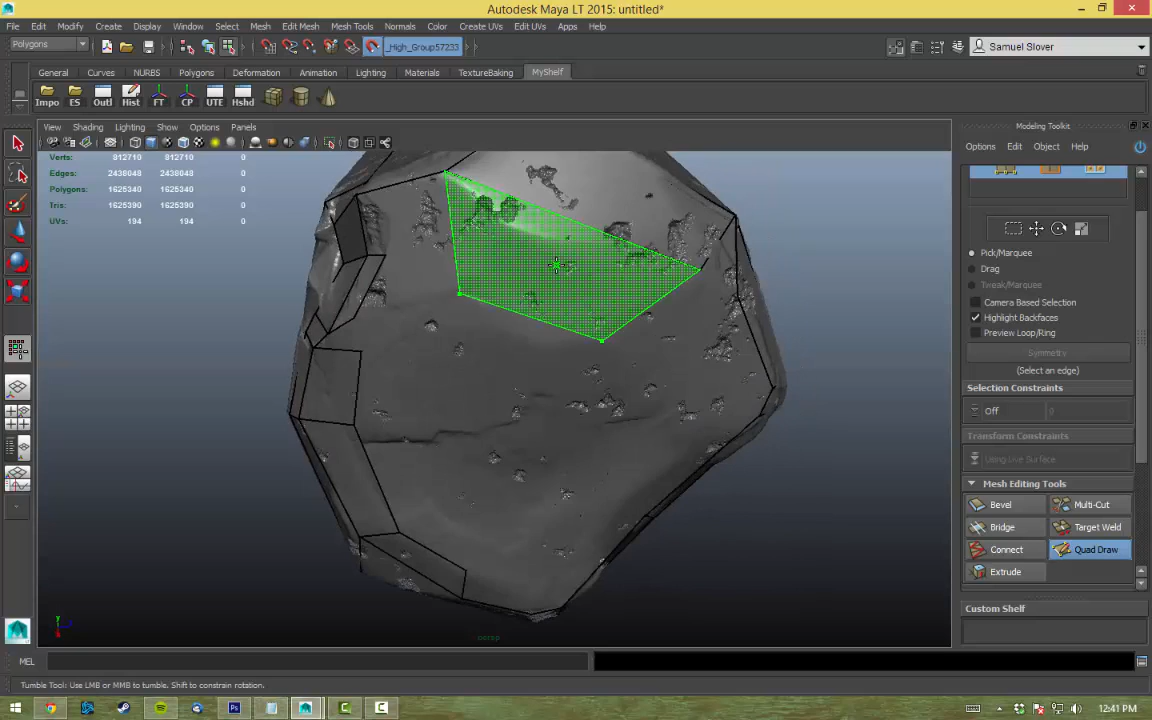 Autodesk Maya LT 2015: untitled*
File Edit Modify Create Display Window Select Mesh Edit Mesh Mesh Tools Normals Color Create UVs Edit UVs Apps Help
Polygons _High_Group57233 Samuel Slover
General Curves NURBS Polygons Deformation Animation Lighting Materials TextureBaking MyShelf
Impo ES Outl Hist FT CP UTE Hshd
View Shading Lighting Show Options Panels
Modeling Toolkit
Options Edit Object Help
Verts: 812710 812710 0
Edges: 2438048 2438048 0
Polygons: 1625340 1625340 0
Tris: 1625390 1625390 0
UVs: 194 194 0
Pick/Marquee
Drag
Tweak/Marquee
Camera Based Selection
Highlight Backfaces
Preview Loop/Ring
Symmetry
(Select an edge)
Selection Constraints
Off 0
Transform Constraints
Using Live Surface
Mesh Editing Tools
Bevel Multi-Cut
Bridge Target Weld
Connect Quad Draw
Extrude
Custom Shelf
persp
MEL
Tumble Tool: Use LMB or MMB to tumble. Shift to constrain rotation.
12:41 PM